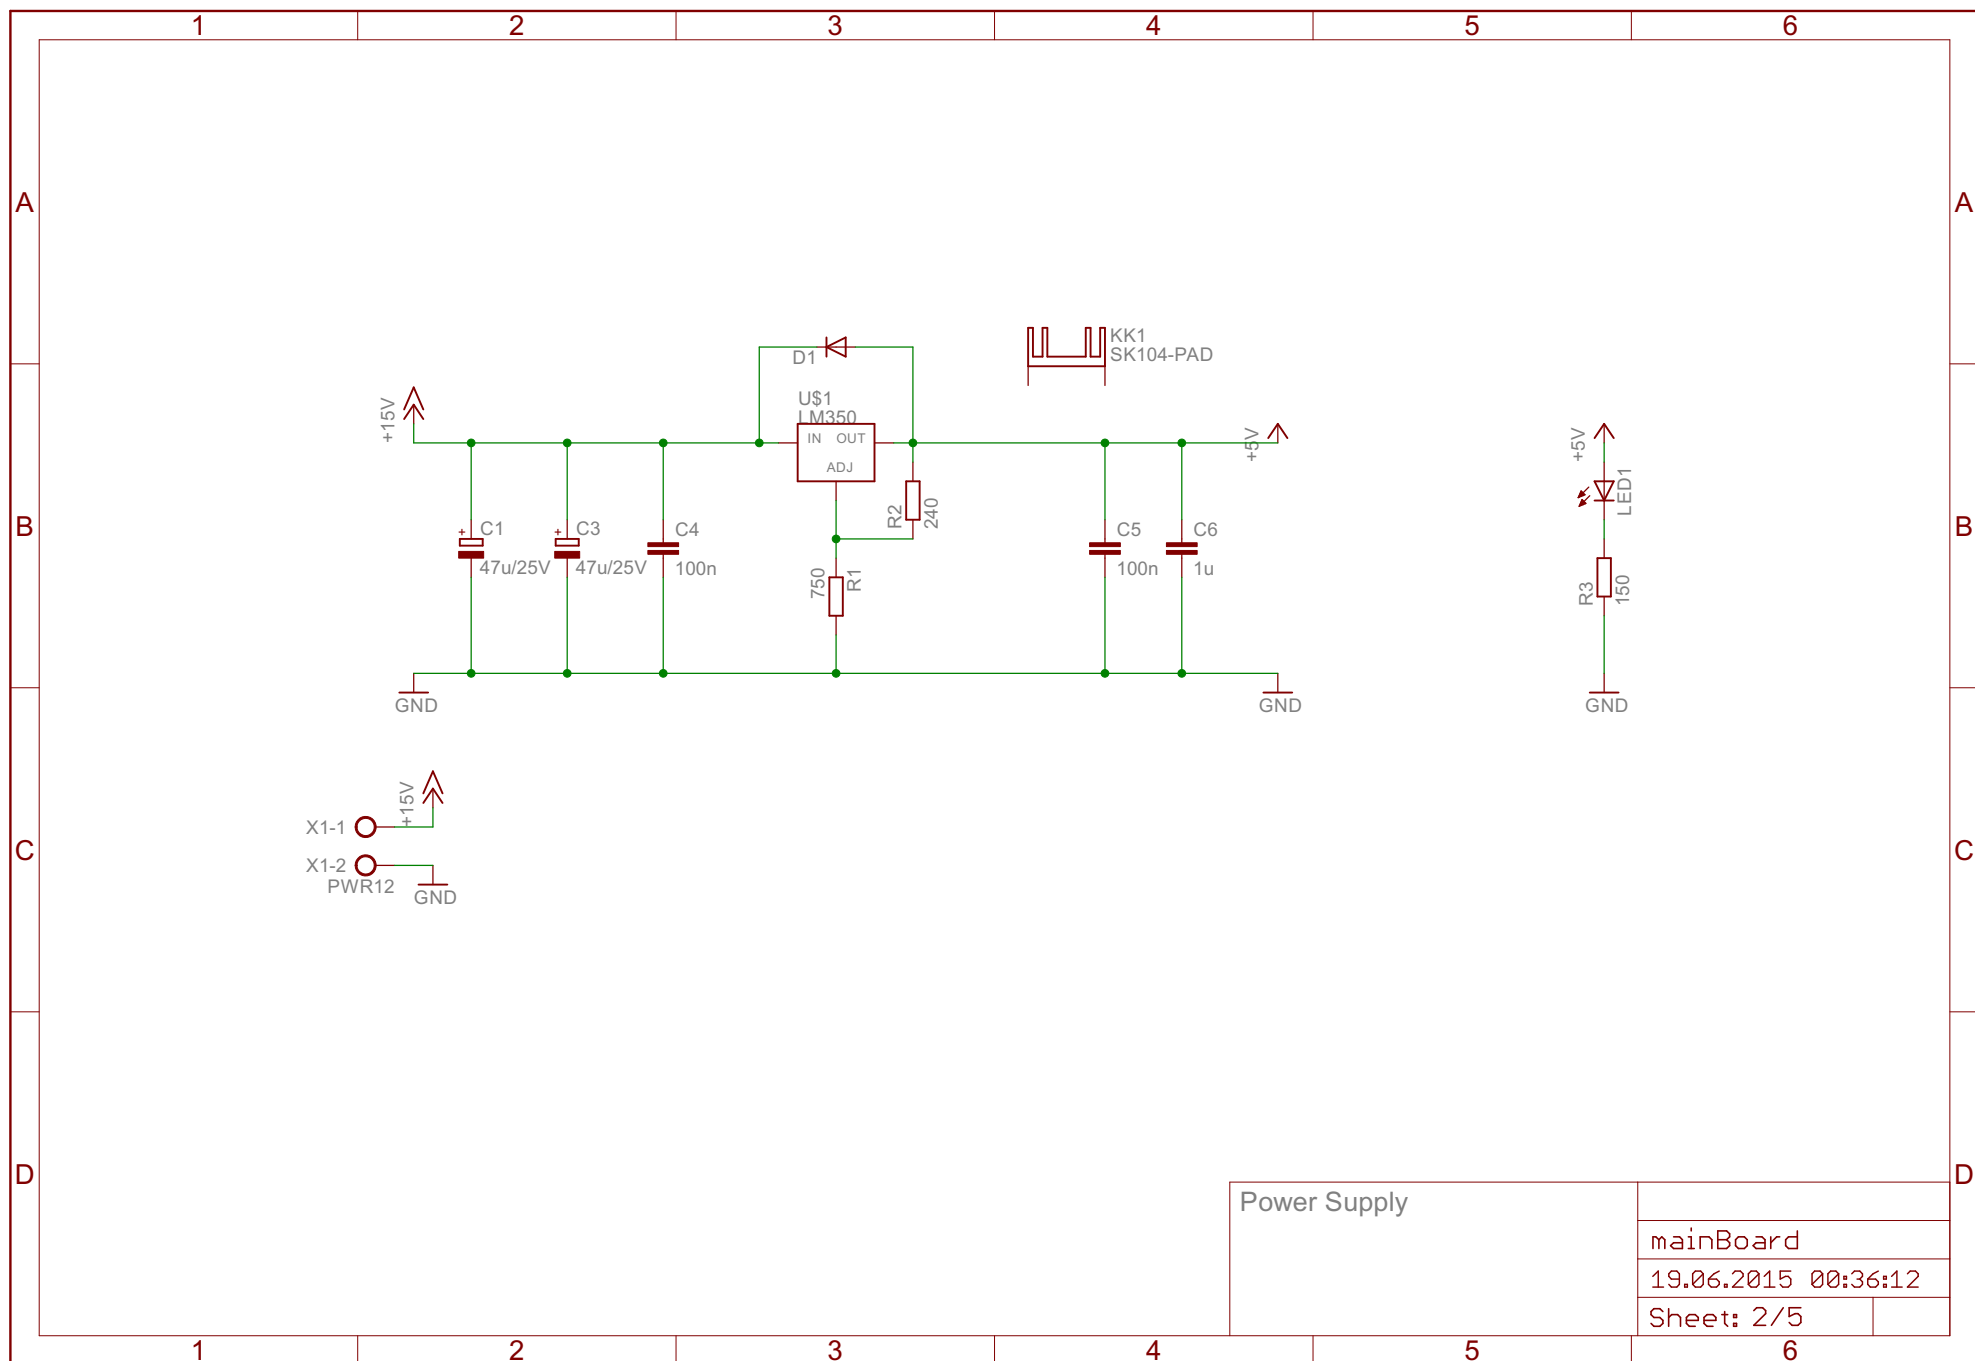 1 2 3 4 5 6
A A
KK1
SK104-PAD
D1
U$1
LM350
+15V
IN OUT
ADJ
+5V
+5V
LED1
B B
C1
47u/25V
C3
47u/25V
C4
100n
R2
240
750
R1
C5
100n
C6
1u
R3
150
GND
GND
GND
+15V
X1-1
X1-2
PWR12
GND
C C
D D
Power Supply
mainBoard
19.06.2015 00:36:12
Sheet: 2/5
1 2 3 4 5 6